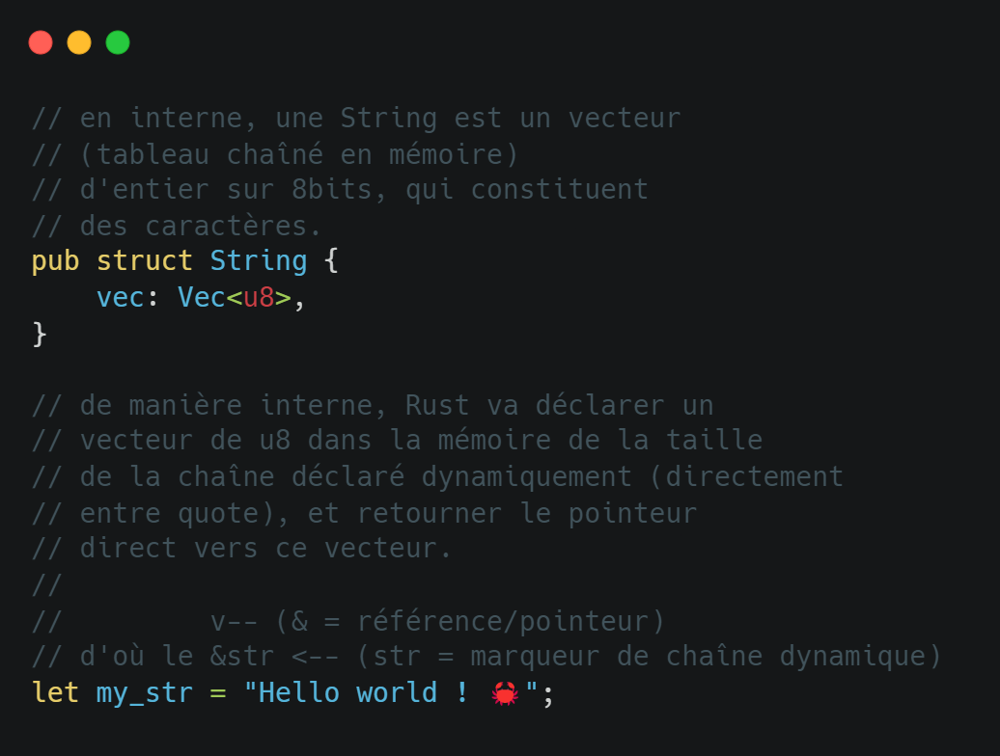 // en interne, une String est un vecteur
// (tableau chaîné en mémoire)
// d'entier sur 8bits, qui constituent
// des caractères.
pub struct String {
    vec: Vec<u8>,
}

// de manière interne, Rust va déclarer un
// vecteur de u8 dans la mémoire de la taille
// de la chaîne déclaré dynamiquement (directement
// entre quote), et retourner le pointeur
// direct vers ce vecteur.
//
//         v-- (& = référence/pointeur)
// d'où le &str <-- (str = marqueur de chaîne dynamique)
let my_str = "Hello world ! 🦀";